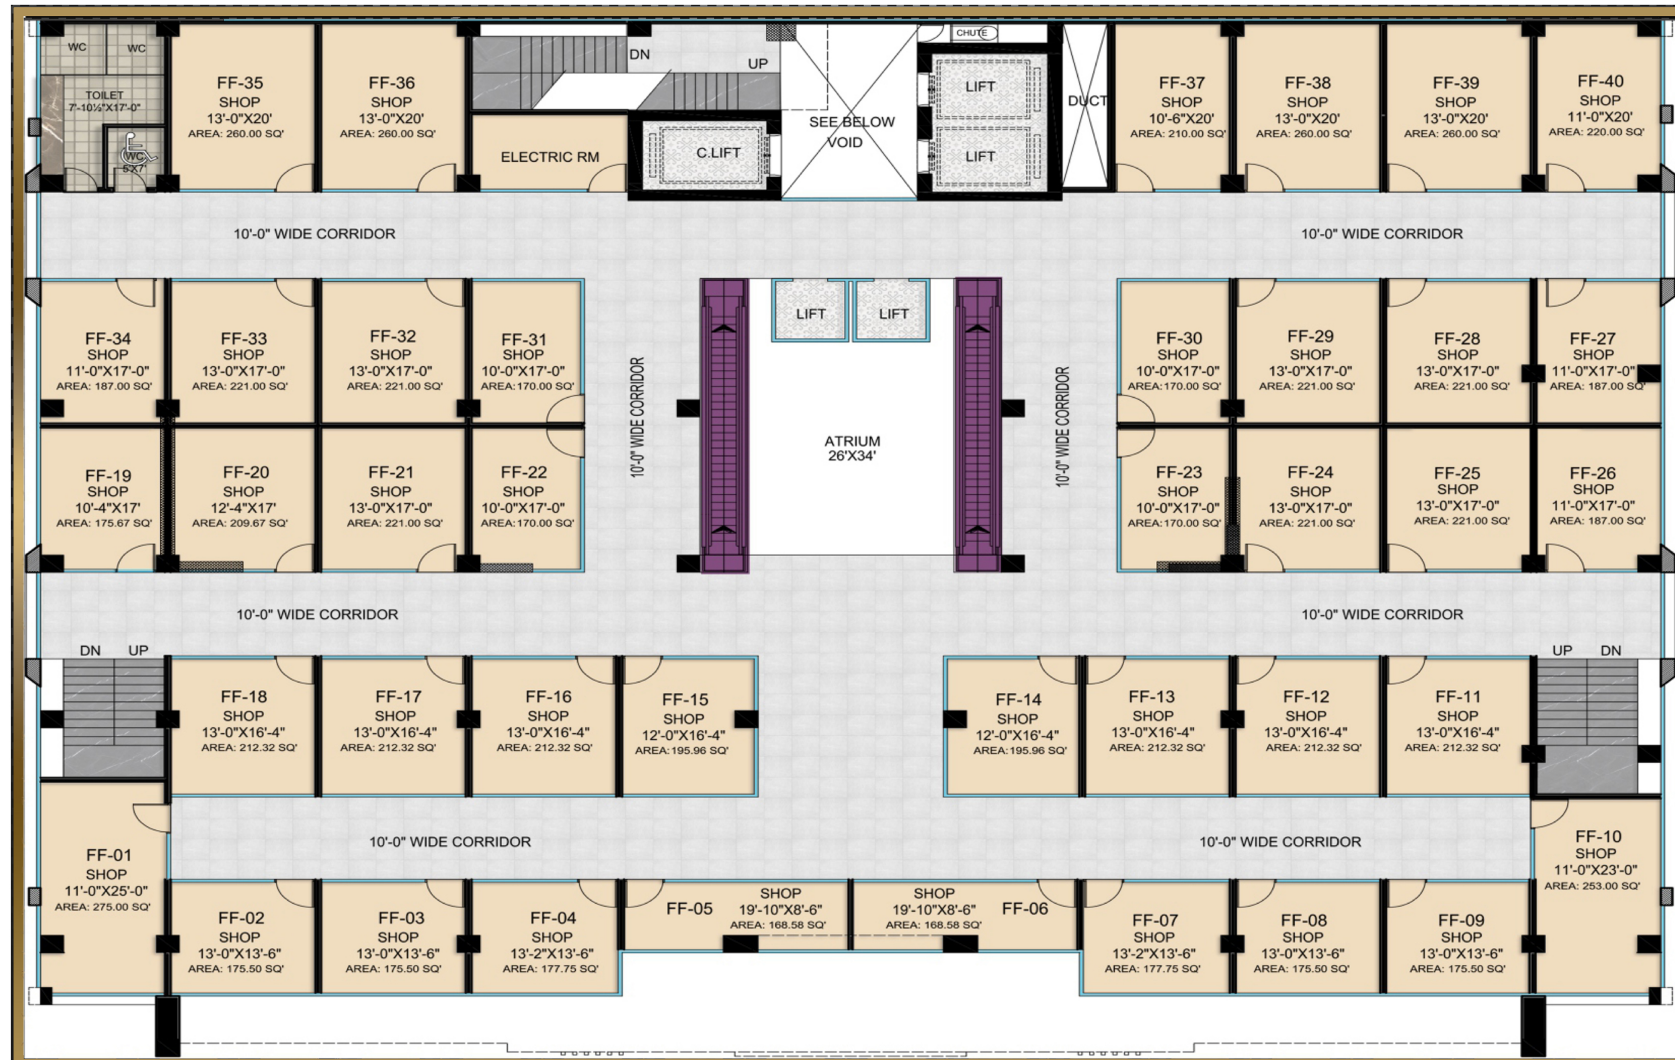 WC
WC
TOILET
7'-10½"X17'-0"
WC
5'X7'
FF-35
SHOP
13'-0"X20'
AREA: 260.00 SQ'
FF-36
SHOP
13'-0"X20'
AREA: 260.00 SQ'
DN
UP
ELECTRIC RM
C.LIFT
SEE BELOW
VOID
CHUTE
LIFT
LIFT
DUCT
FF-37
SHOP
10'-6"X20'
AREA: 210.00 SQ'
FF-38
SHOP
13'-0"X20'
AREA: 260.00 SQ'
FF-39
SHOP
13'-0"X20'
AREA: 260.00 SQ'
FF-40
SHOP
11'-0"X20'
AREA: 220.00 SQ'
10'-0" WIDE CORRIDOR
10'-0" WIDE CORRIDOR
FF-34
SHOP
11'-0"X17'-0"
AREA: 187.00 SQ'
FF-33
SHOP
13'-0"X17'-0"
AREA: 221.00 SQ'
FF-32
SHOP
13'-0"X17'-0"
AREA: 221.00 SQ'
FF-31
SHOP
10'-0"X17'-0"
AREA:170.00 SQ'
10'-0" WIDE CORRIDOR
LIFT
LIFT
ATRIUM
26'X34'
10'-0" WIDE CORRIDOR
FF-30
SHOP
10'-0"X17'-0"
AREA:170.00 SQ'
FF-29
SHOP
13'-0"X17'-0"
AREA: 221.00 SQ'
FF-28
SHOP
13'-0"X17'-0"
AREA: 221.00 SQ'
FF-27
SHOP
11'-0"X17'-0"
AREA: 187.00 SQ'
FF-19
SHOP
10'-4"X17'
AREA: 175.67 SQ'
FF-20
SHOP
12'-4"X17'
AREA: 209.67 SQ'
FF-21
SHOP
13'-0"X17'-0"
AREA: 221.00 SQ'
FF-22
SHOP
10'-0"X17'-0"
AREA:170.00 SQ'
FF-23
SHOP
10'-0"X17'-0"
AREA:170.00 SQ'
FF-24
SHOP
13'-0"X17'-0"
AREA: 221.00 SQ'
FF-25
SHOP
13'-0"X17'-0"
AREA: 221.00 SQ'
FF-26
SHOP
11'-0"X17'-0"
AREA: 187.00 SQ'
10'-0" WIDE CORRIDOR
10'-0" WIDE CORRIDOR
DN
UP
UP
DN
FF-18
SHOP
13'-0"X16'-4"
AREA: 212.32 SQ'
FF-17
SHOP
13'-0"X16'-4"
AREA: 212.32 SQ'
FF-16
SHOP
13'-0"X16'-4"
AREA: 212.32 SQ'
FF-15
SHOP
12'-0"X16'-4"
AREA:195.96 SQ'
FF-14
SHOP
12'-0"X16'-4"
AREA:195.96 SQ'
FF-13
SHOP
13'-0"X16'-4"
AREA: 212.32 SQ'
FF-12
SHOP
13'-0"X16'-4"
AREA: 212.32 SQ'
FF-11
SHOP
13'-0"X16'-4"
AREA: 212.32 SQ'
10'-0" WIDE CORRIDOR
10'-0" WIDE CORRIDOR
FF-01
SHOP
11'-0"X25'-0"
AREA: 275.00 SQ'
FF-10
SHOP
11'-0"X23'-0"
AREA: 253.00 SQ'
FF-02
SHOP
13'-0"X13'-6"
AREA: 175.50 SQ'
FF-03
SHOP
13'-0"X13'-6"
AREA: 175.50 SQ'
FF-04
SHOP
13'-2"X13'-6"
AREA: 177.75 SQ'
FF-05
SHOP
19'-10"X8'-6"
AREA: 168.58 SQ'
SHOP
19'-10"X8'-6"
AREA: 168.58 SQ'
FF-06
FF-07
SHOP
13'-2"X13'-6"
AREA: 177.75 SQ'
FF-08
SHOP
13'-0"X13'-6"
AREA: 175.50 SQ'
FF-09
SHOP
13'-0"X13'-6"
AREA: 175.50 SQ'